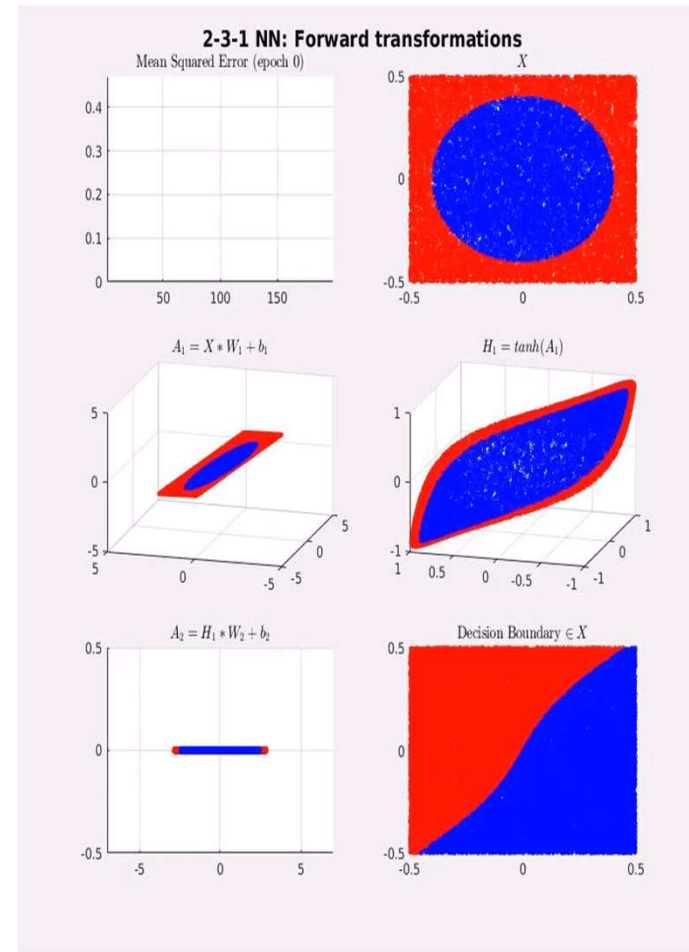 2-3-1 NN: Forward transformations
Mean Squared Error (epoch 0)
0.4
0.3
0.2
0.1
0
50 100 150
X
0.5
0
-0.5
-0.5 0 0.5
A₁ = X * W₁ + b₁
5
0
-5
5 0 -5
-5 0 5
H₁ = tanh(A₁)
1
0
-1
1 0.5 0 -0.5 -1
-1 0 1
A₂ = H₁ * W₂ + b₂
0.5
0
-0.5
-5 0 5
Decision Boundary ∈ X
0.5
0
-0.5
-0.5 0 0.5